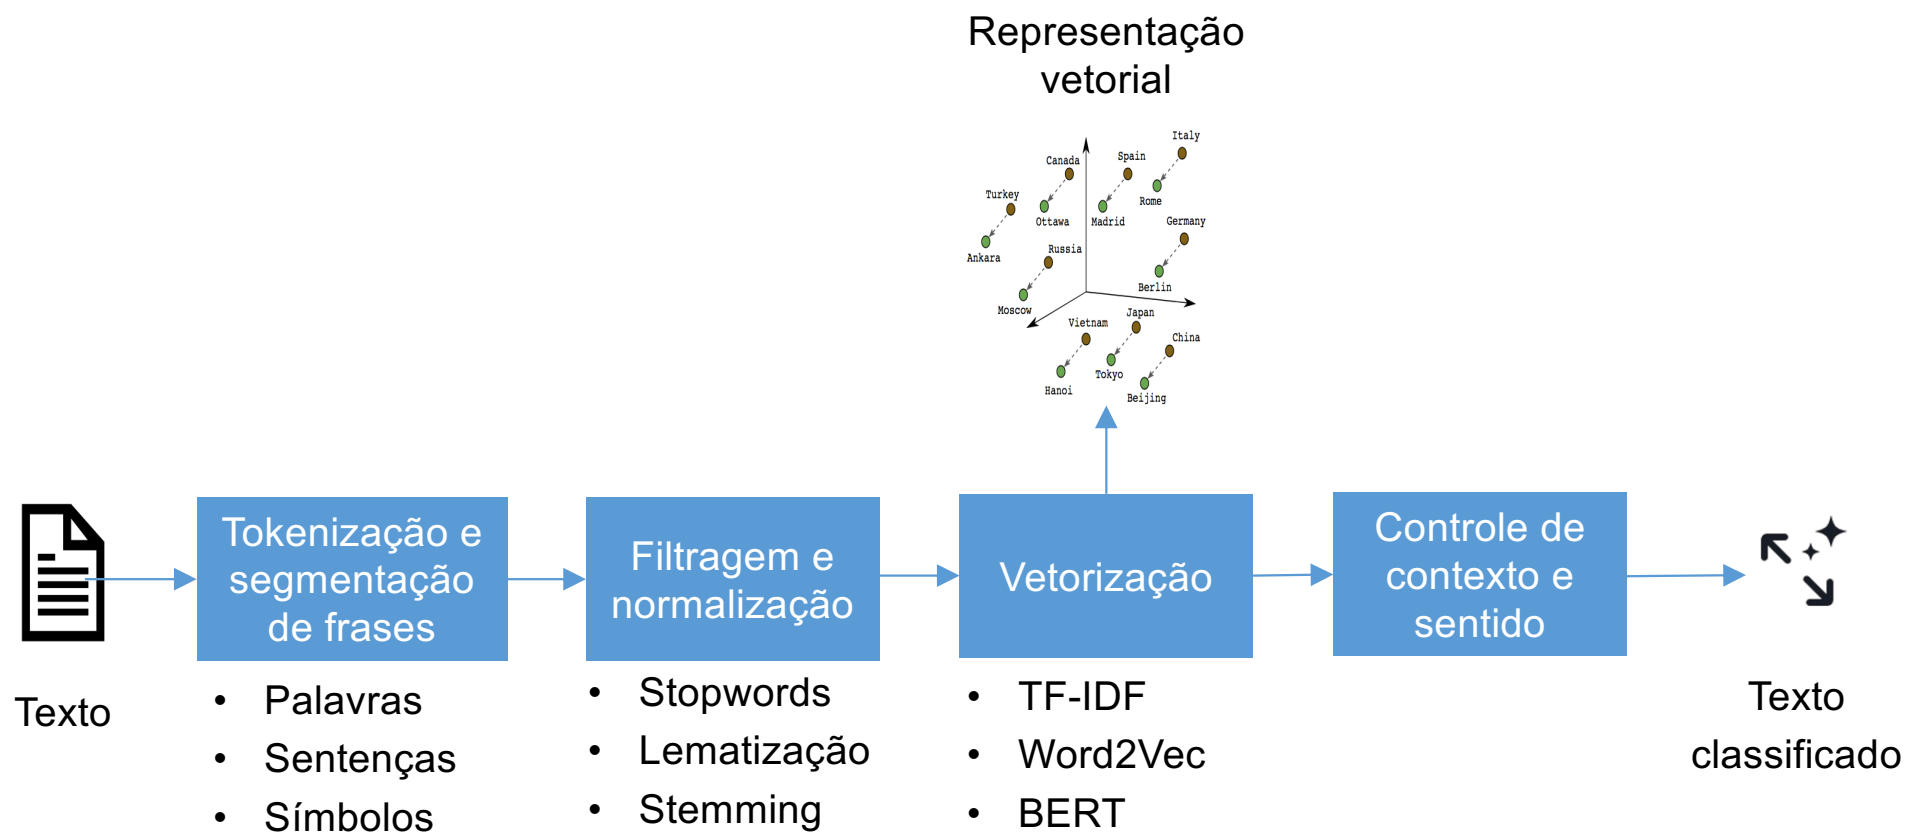 Representação
vetorial
Italy
Canada
Spain
Turkey
Rome
Ottawa
Madrid
Germany
Russia
Ankara
Berlin
Moscow
Japan
Vietnam
China
Tokyo
Hanoi
Beijing
Texto
Tokenização e
segmentação
de frases
• Palavras
• Sentenças
• Símbolos
Filtragem e
normalização
• Stopwords
• Lematização
• Stemming
Vetorização
• TF-IDF
• Word2Vec
• BERT
Controle de
contexto e
sentido
Texto
classificado